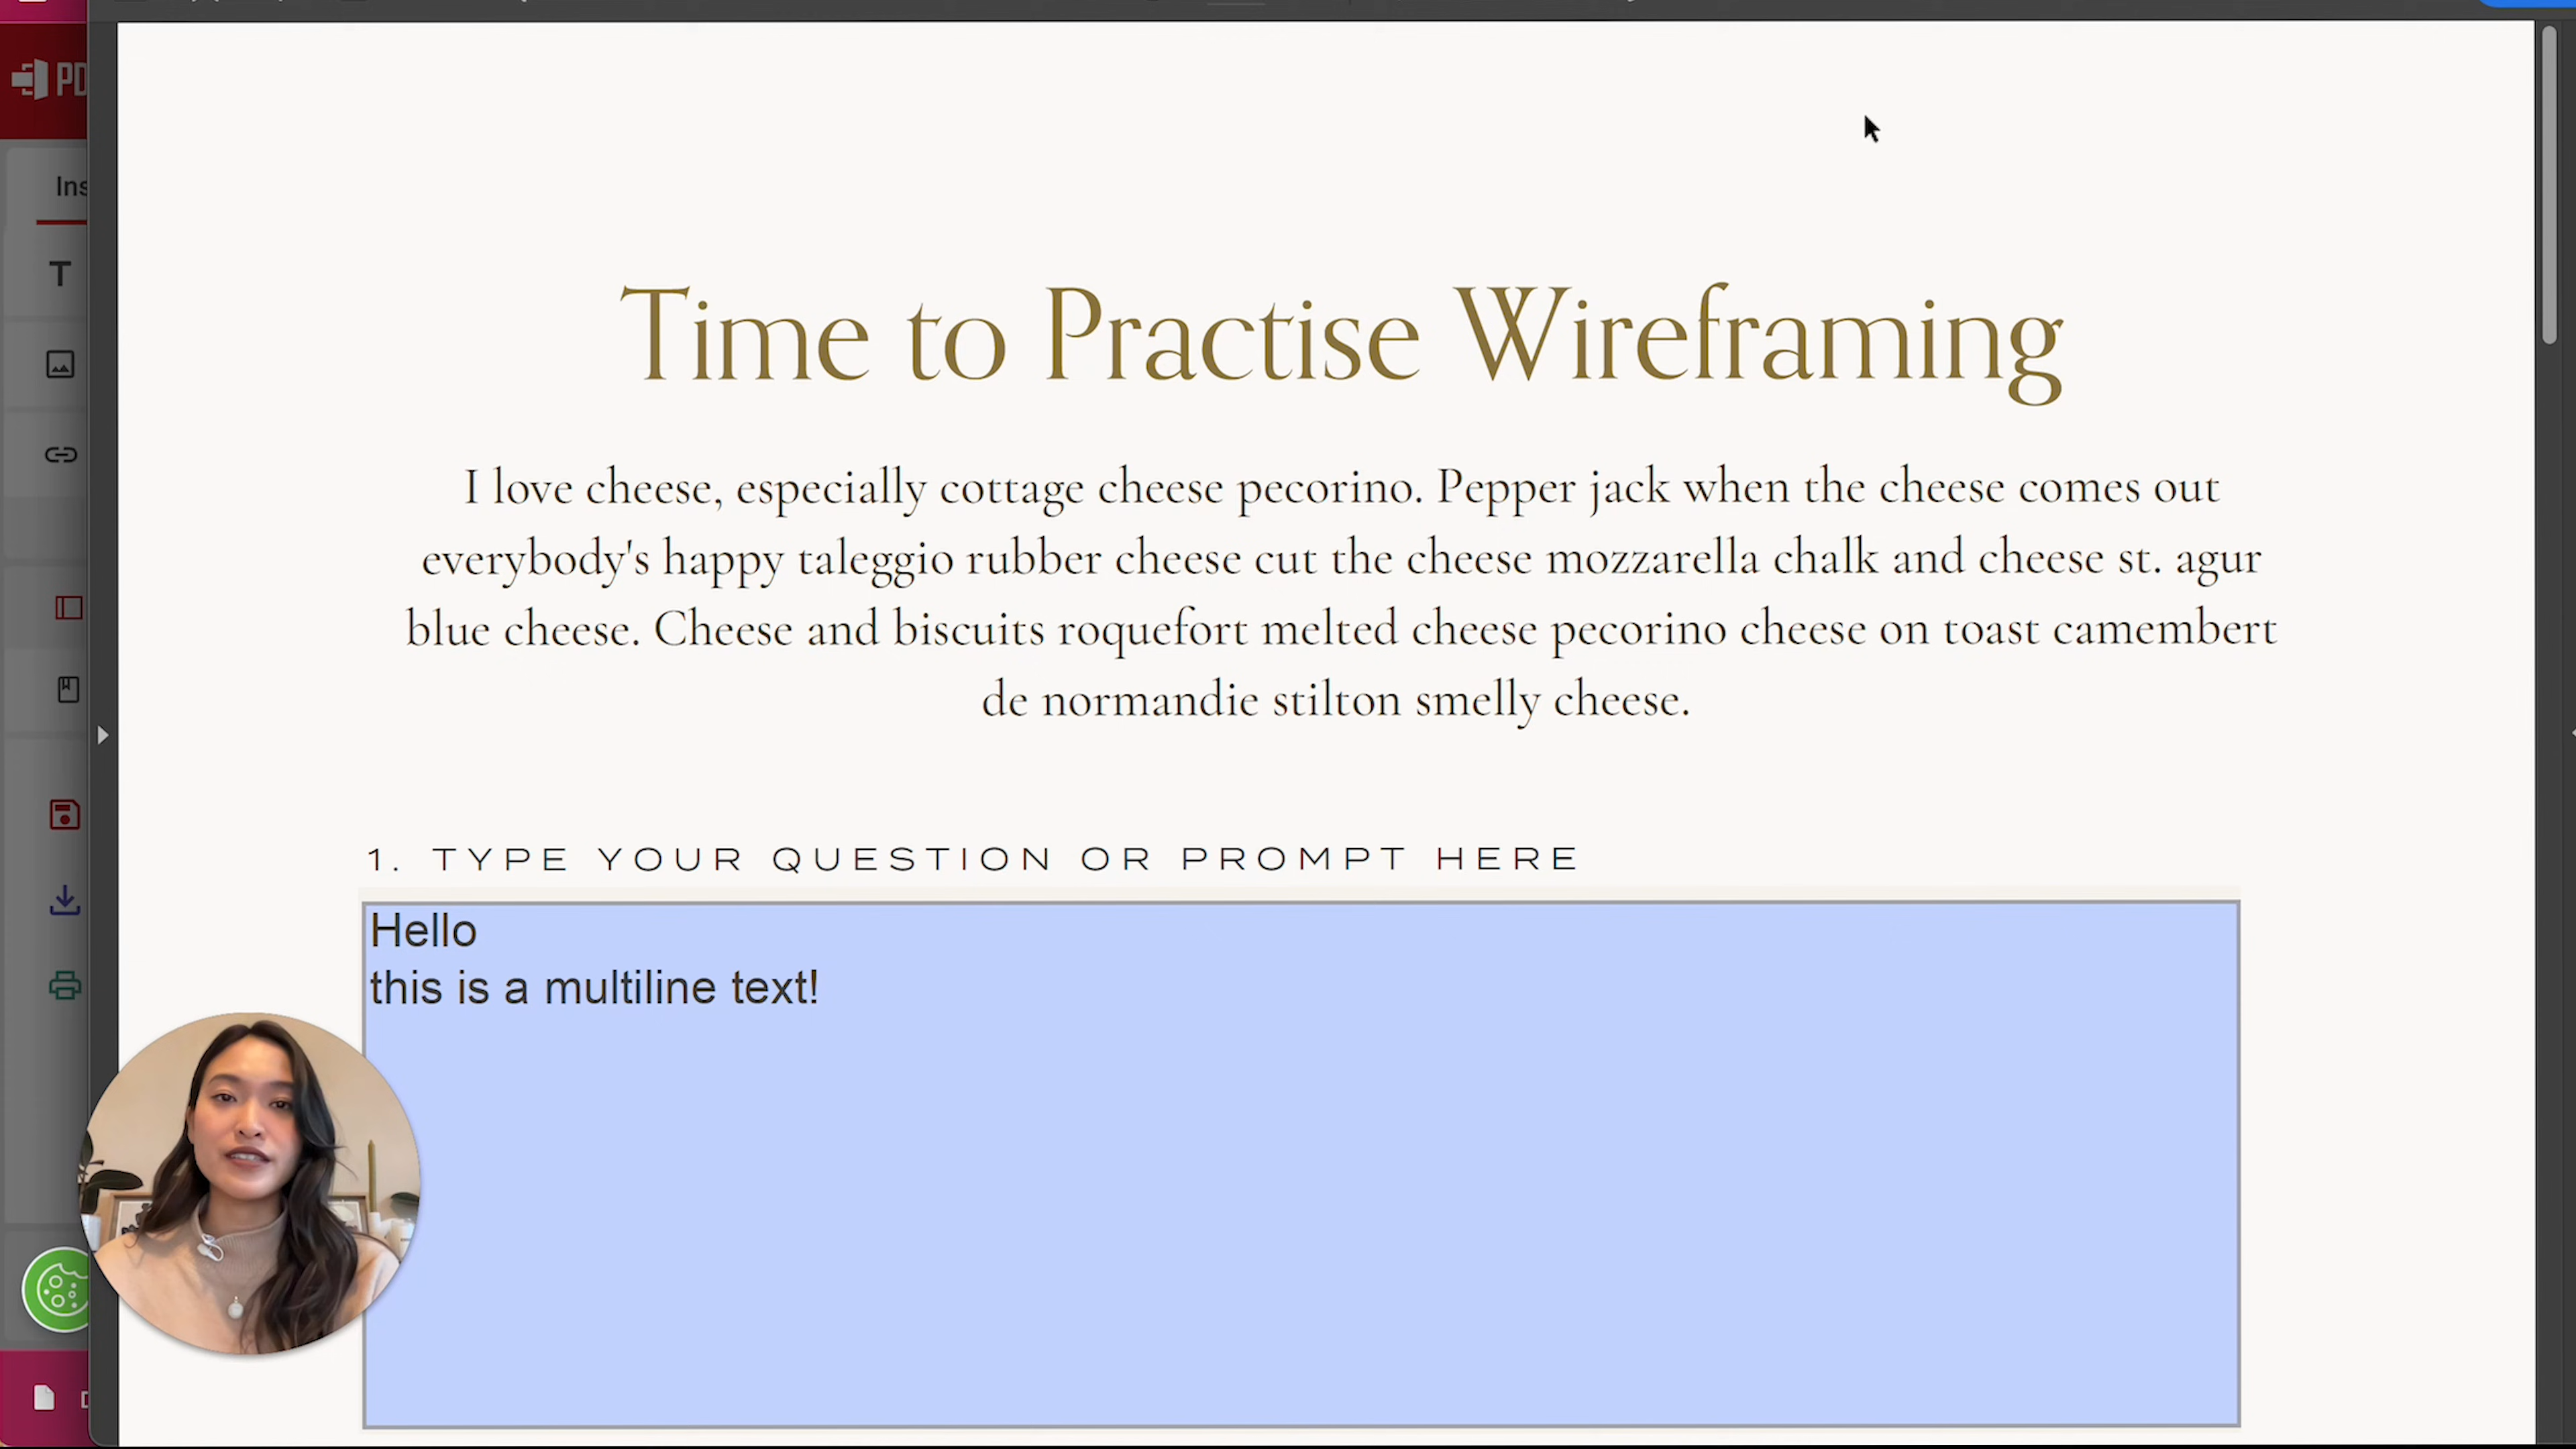 PD
Ins
T
Time to Practise Wireframing
I love cheese, especially cottage cheese pecorino. Pepper jack when the cheese comes out
everybody's happy taleggio rubber cheese cut the cheese mozzarella chalk and cheese st. agur
blue cheese. Cheese and biscuits roquefort melted cheese pecorino cheese on toast camembert
de normandie stilton smelly cheese.
1. TYPE YOUR QUESTION OR PROMPT HERE
Hello
this is a multiline text!